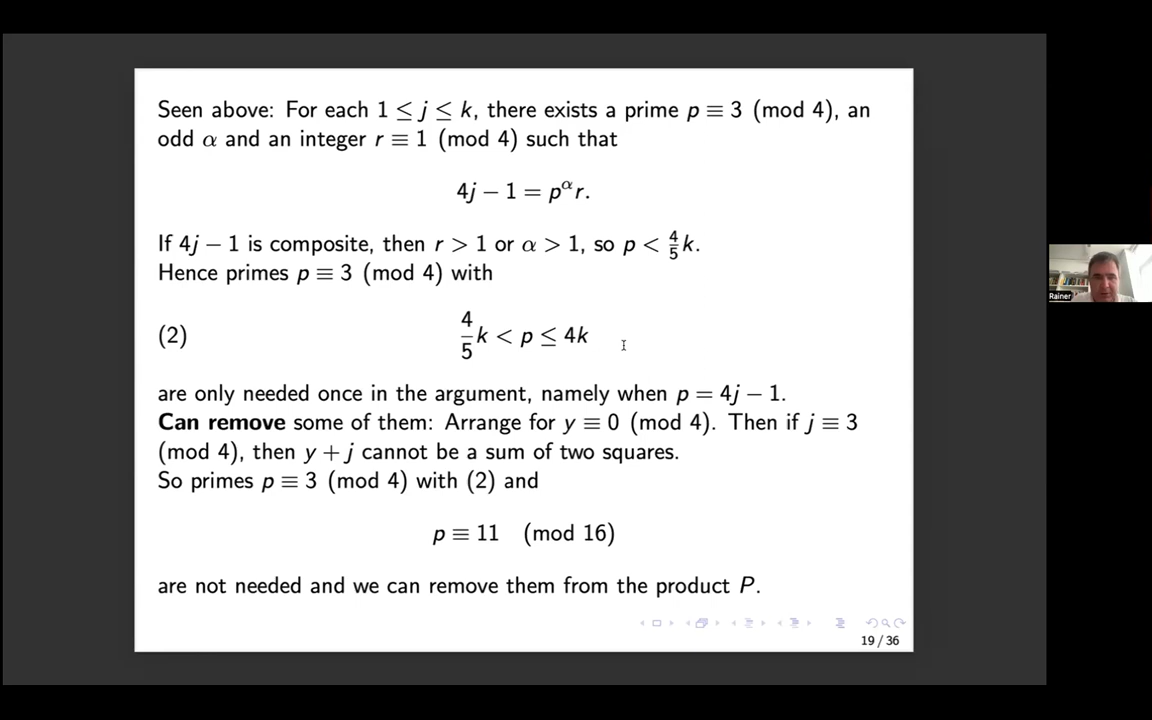 Seen above: For each 1 ≤ j ≤ k, there exists a prime p ≡ 3 (mod 4), an
odd α and an integer r ≡ 1 (mod 4) such that
4j − 1 = p^α r.
If 4j − 1 is composite, then r > 1 or α > 1, so p < 4/5 k.
Hence primes p ≡ 3 (mod 4) with
(2) 4/5 k < p ≤ 4k
are only needed once in the argument, namely when p = 4j − 1.
Can remove some of them: Arrange for y ≡ 0 (mod 4). Then if j ≡ 3
(mod 4), then y + j cannot be a sum of two squares.
So primes p ≡ 3 (mod 4) with (2) and
p ≡ 11 (mod 16)
are not needed and we can remove them from the product P.
19 / 36
Rainer